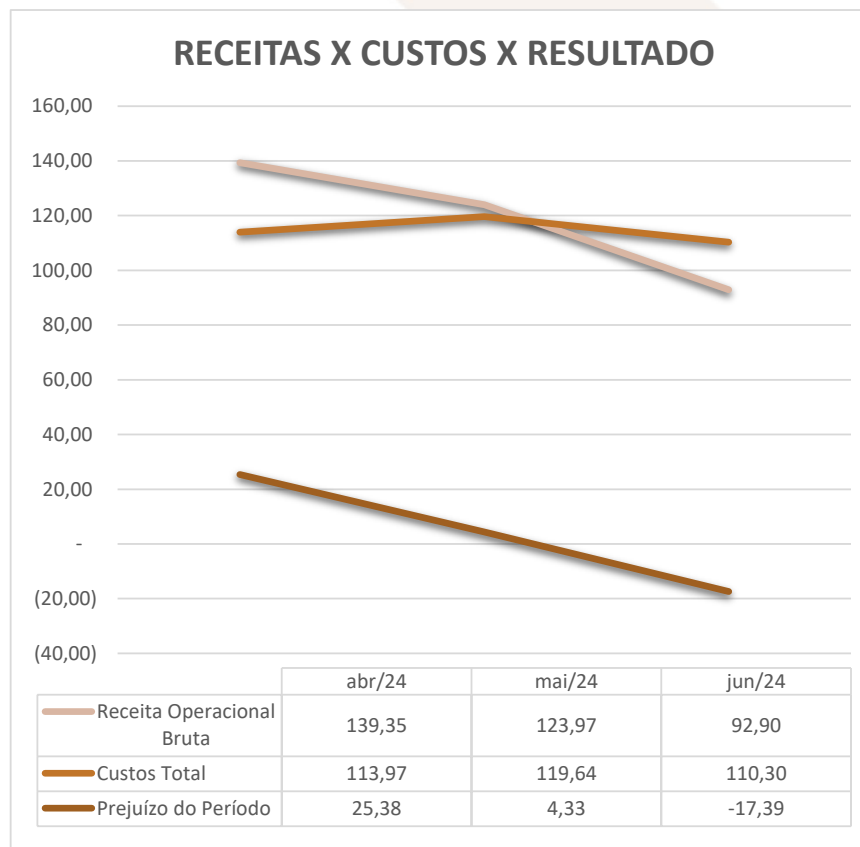 RECEITAS X CUSTOS X RESULTADO
160,00
140,00
120,00
100,00
80,00
60,00
40,00
20,00
-
(20,00)
(40,00)
abr/24 mai/24 jun/24
Receita Operacional
Bruta 139,35 123,97 92,90
Custos Total 113,97 119,64 110,30
Prejuízo do Período 25,38 4,33 -17,39